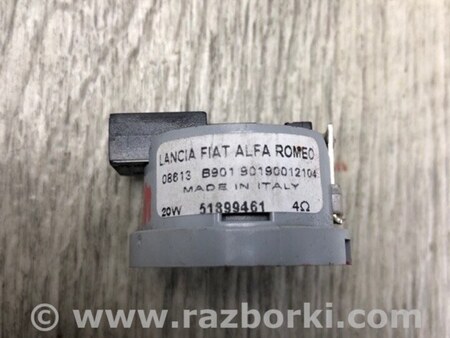 LANCIA FIAT ALFA ROMEO
08613 B901 90190012104
MADE IN ITALY
20W 51899461 4Ω
© www.razborki.com